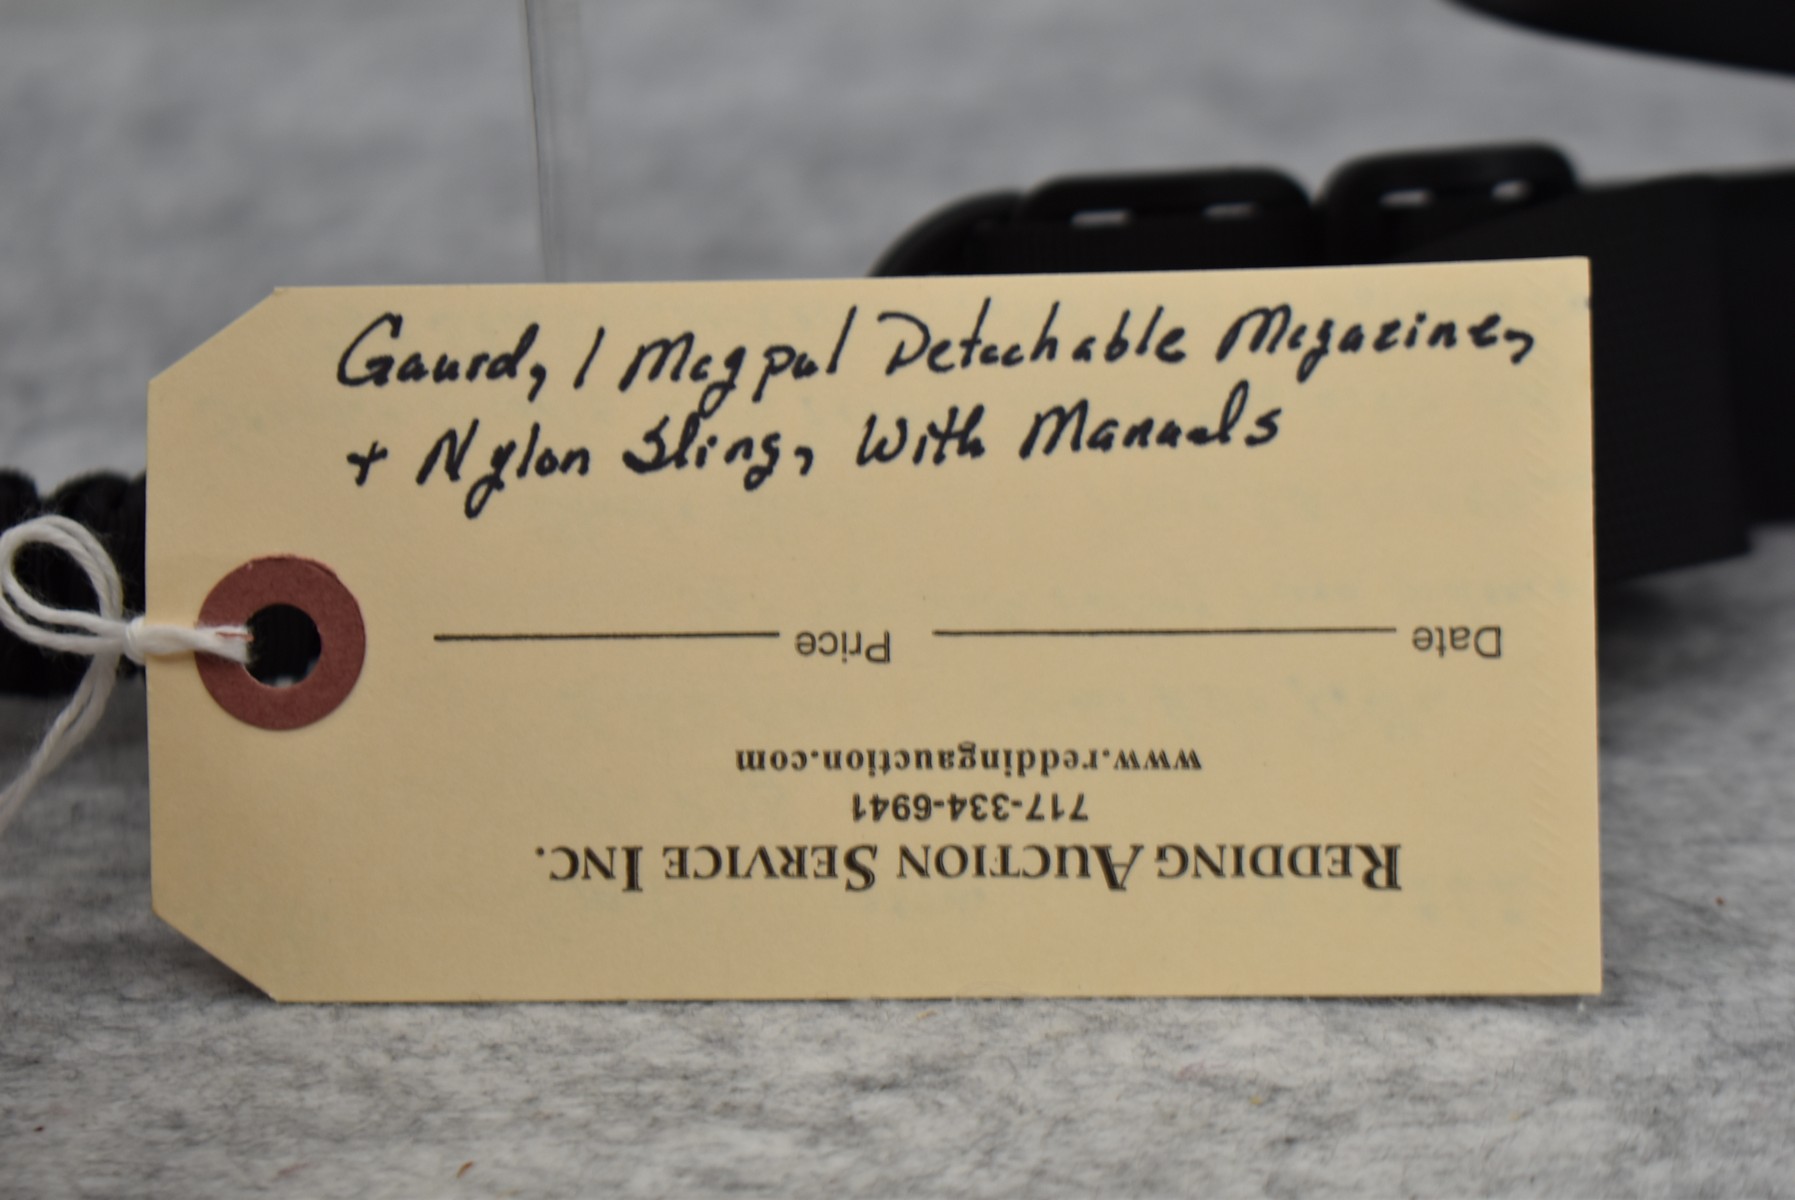 Gaurd, 1 Magpul Detachable Magazine,
+ Nylon Sling, With Manuals
Date Price
www.reddingauction.com
717-334-6941
REDDING AUCTION SERVICE INC.